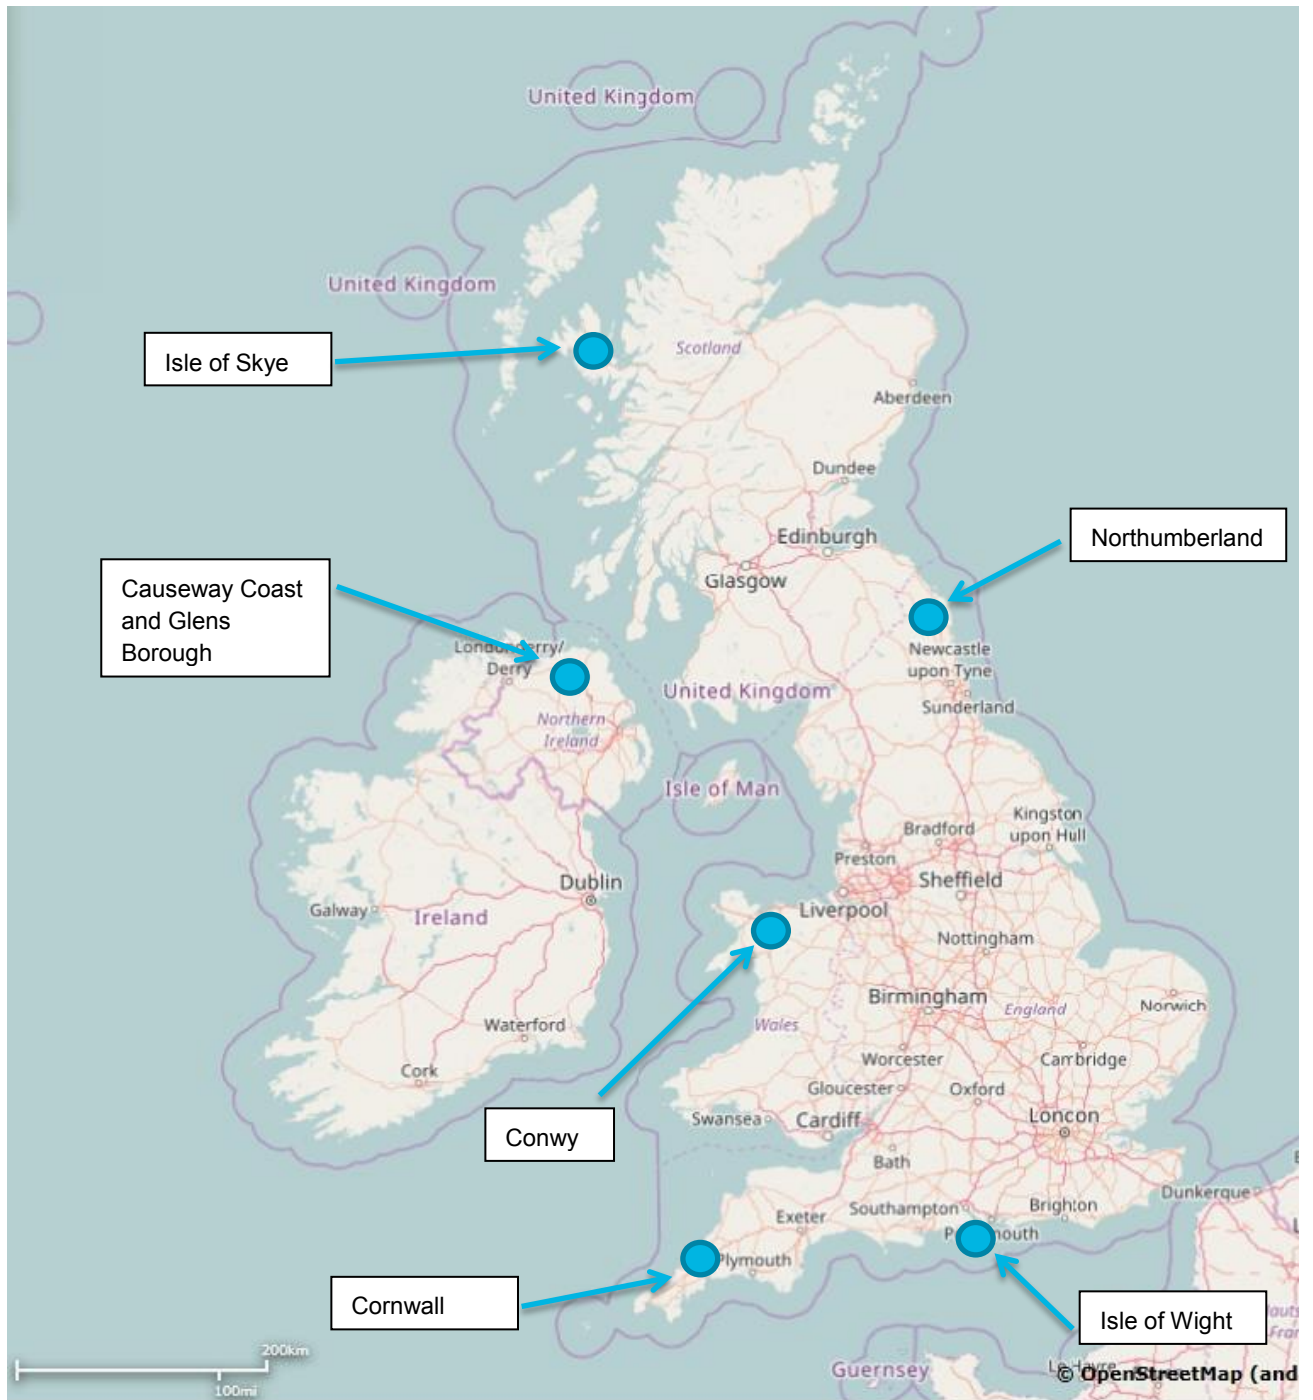 United Kingdom
United Kingdom
Isle of Skye
Scotland
Aberdeen
Dundee
Northumberland
Edinburgh
Glasgow
Causeway Coast
and Glens
Borough
Londonderry/
Derry
Newcastle
upon Tyne
United Kingdom
Sunderland
Northern
Ireland
Isle of Man
Kingston
upon Hull
Bradford
Preston
Sheffield
Dublin
Liverpool
Galway
Ireland
Nottingham
Birmingham
England
Norwich
Waterford
Wales
Worcester
Cambridge
Cork
Gloucester
Oxford
Swansea
Cardiff
Loncon
Conwy
Bath
Dunkerque
Southampton
Brighton
Exeter
Plymouth
Cornwall
Isle of Wight
200km
100mi
Guernsey
© OpenStreetMap (and